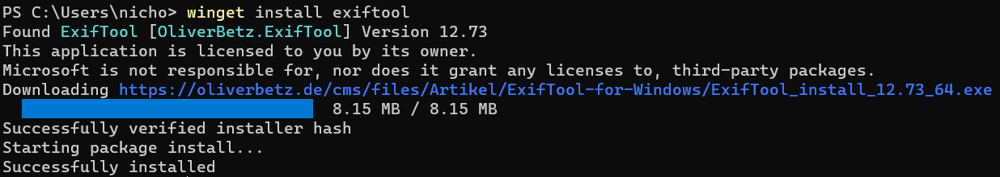 PS C:\Users\nicho> winget install exiftool
Found ExifTool [OliverBetz.ExifTool] Version 12.73
This application is licensed to you by its owner.
Microsoft is not responsible for, nor does it grant any licenses to, third-party packages.
Downloading https://oliverbetz.de/cms/files/Artikel/ExifTool-for-Windows/ExifTool_install_12.73_64.exe
8.15 MB / 8.15 MB
Successfully verified installer hash
Starting package install...
Successfully installed